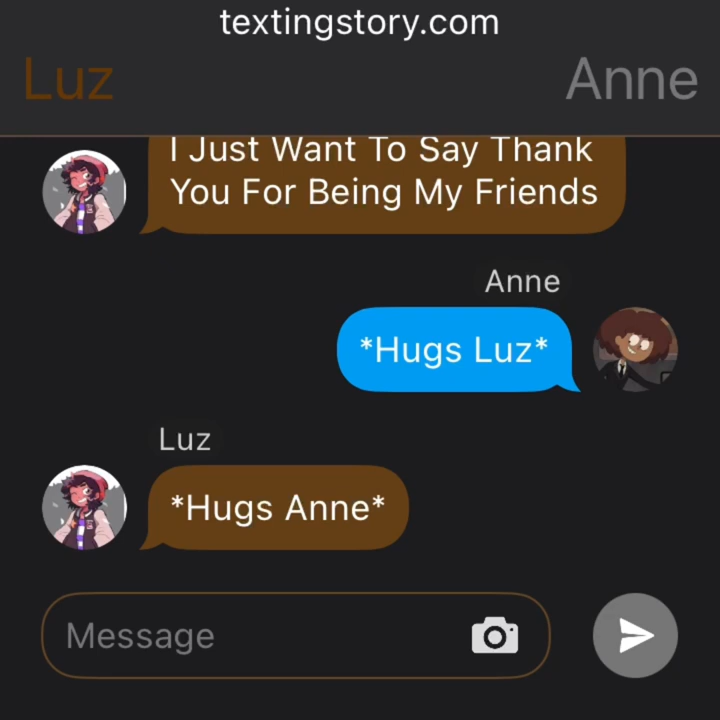 textingstory.com
Luz
Anne
I Just Want To Say Thank
You For Being My Friends
Anne
*Hugs Luz*
Luz
*Hugs Anne*
Message